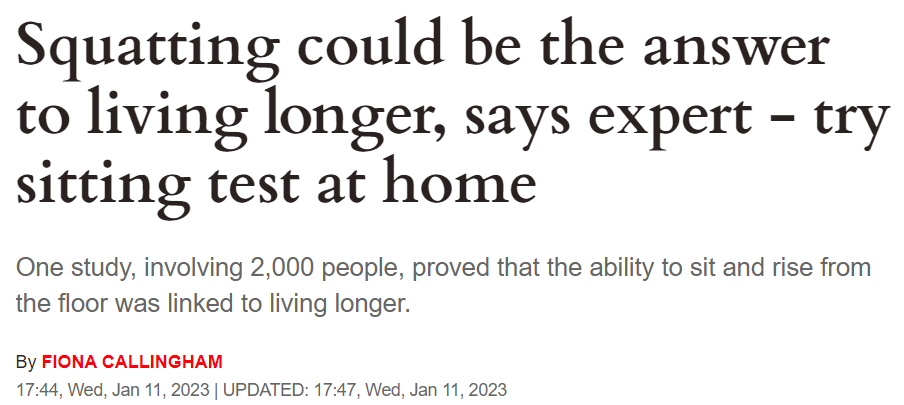 Squatting could be the answer
to living longer, says expert - try
sitting test at home
One study, involving 2,000 people, proved that the ability to sit and rise from
the floor was linked to living longer.
By FIONA CALLINGHAM
17:44, Wed, Jan 11, 2023 | UPDATED: 17:47, Wed, Jan 11, 2023